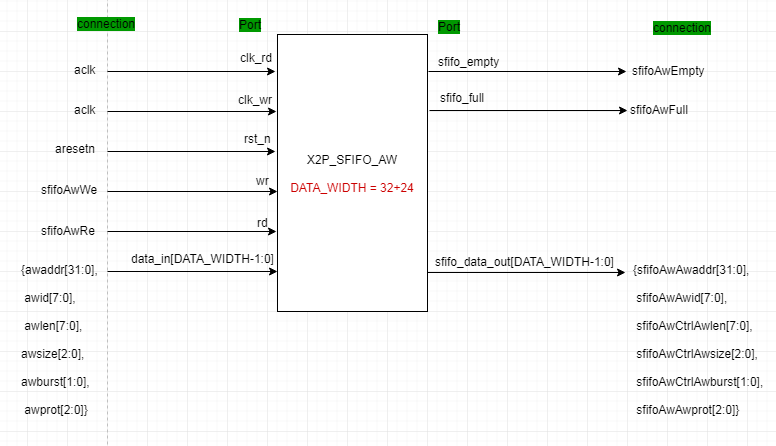 connection Port Port connection
aclk clk_rd sfifo_empty sfifoAwEmpty
aclk clk_wr sfifo_full sfifoAwFull
aresetn rst_n
X2P_SFIFO_AW
sfifoAwWe wr DATA_WIDTH = 32+24
sfifoAwRe rd
{awaddr[31:0], data_in[DATA_WIDTH-1:0] sfifo_data_out[DATA_WIDTH-1:0] {sfifoAwAwaddr[31:0],
awid[7:0], sfifoAwAwid[7:0],
awlen[7:0], sfifoAwCtrlAwlen[7:0],
awsize[2:0], sfifoAwCtrlAwsize[2:0],
awburst[1:0], sfifoAwCtrlAwburst[1:0],
awprot[2:0]} sfifoAwAwprot[2:0]}